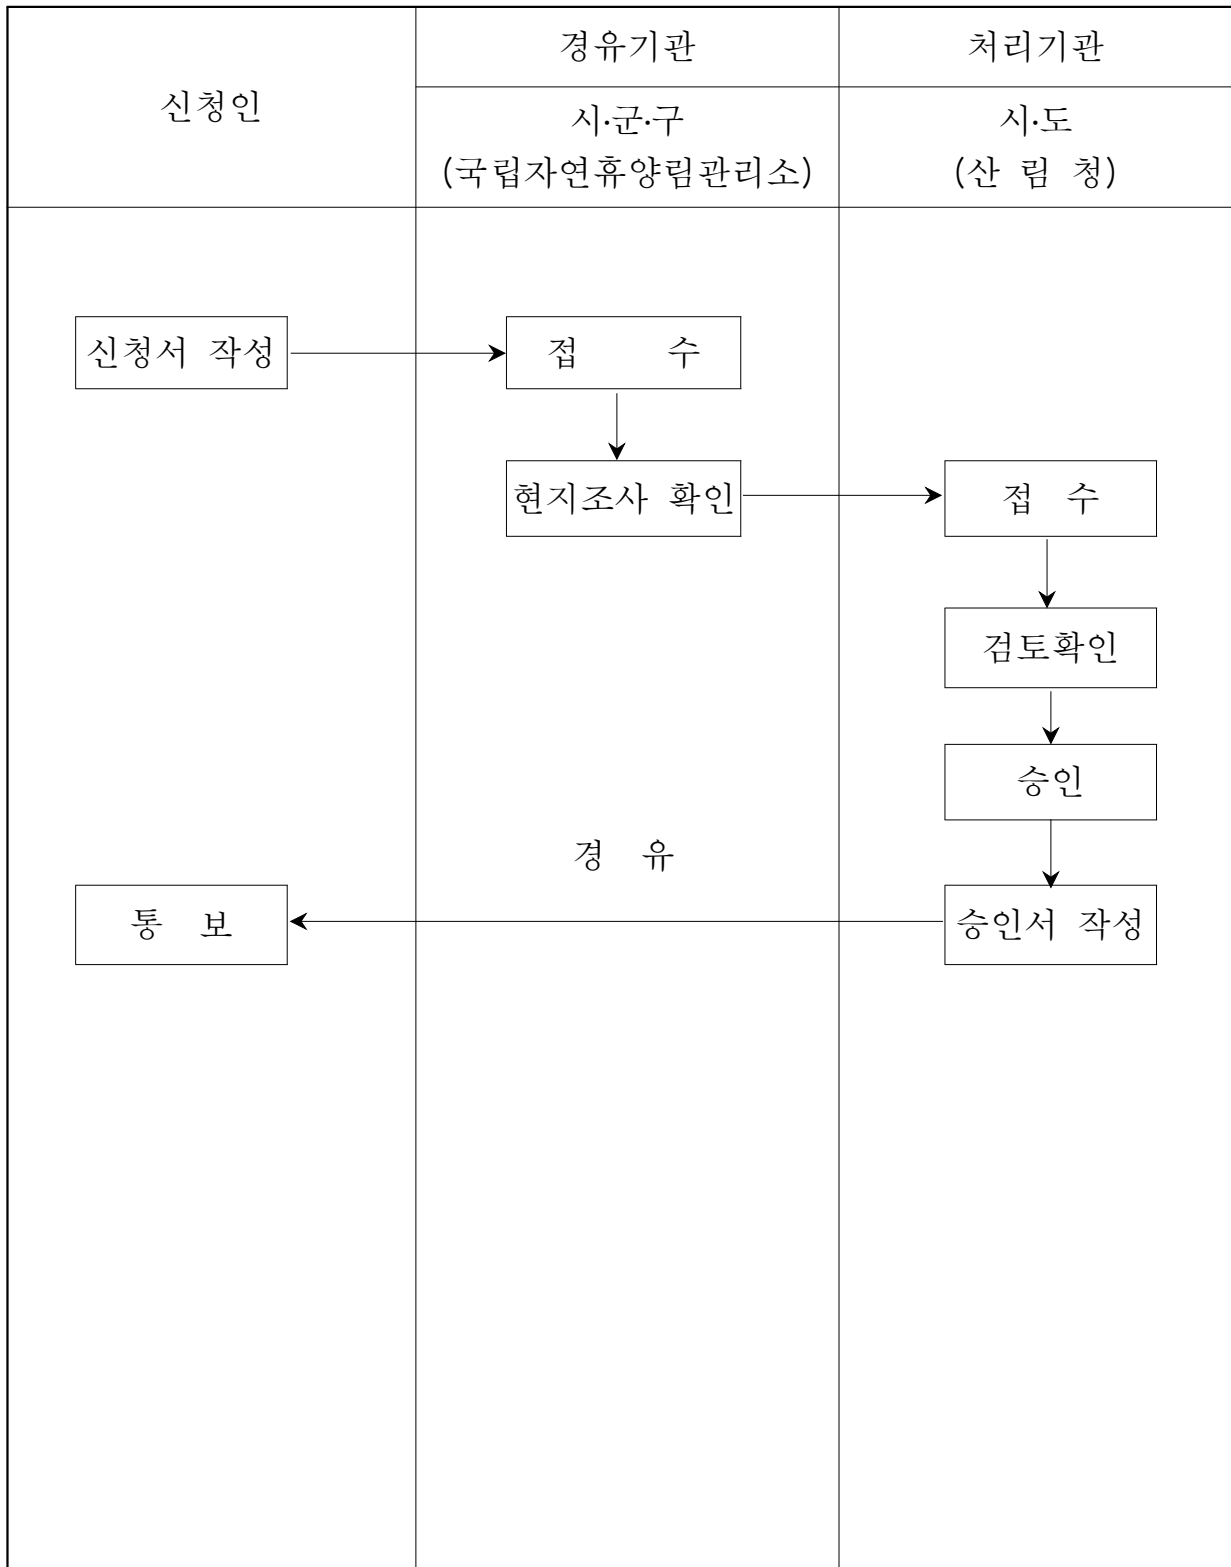 신청인
경유기관
처리기관
시·군·구
(국립자연휴양림관리소)
시·도
(산 림 청)
신청서 작성
접 수
현지조사 확인
접 수
검토확인
승인
경 유
통 보
승인서 작성